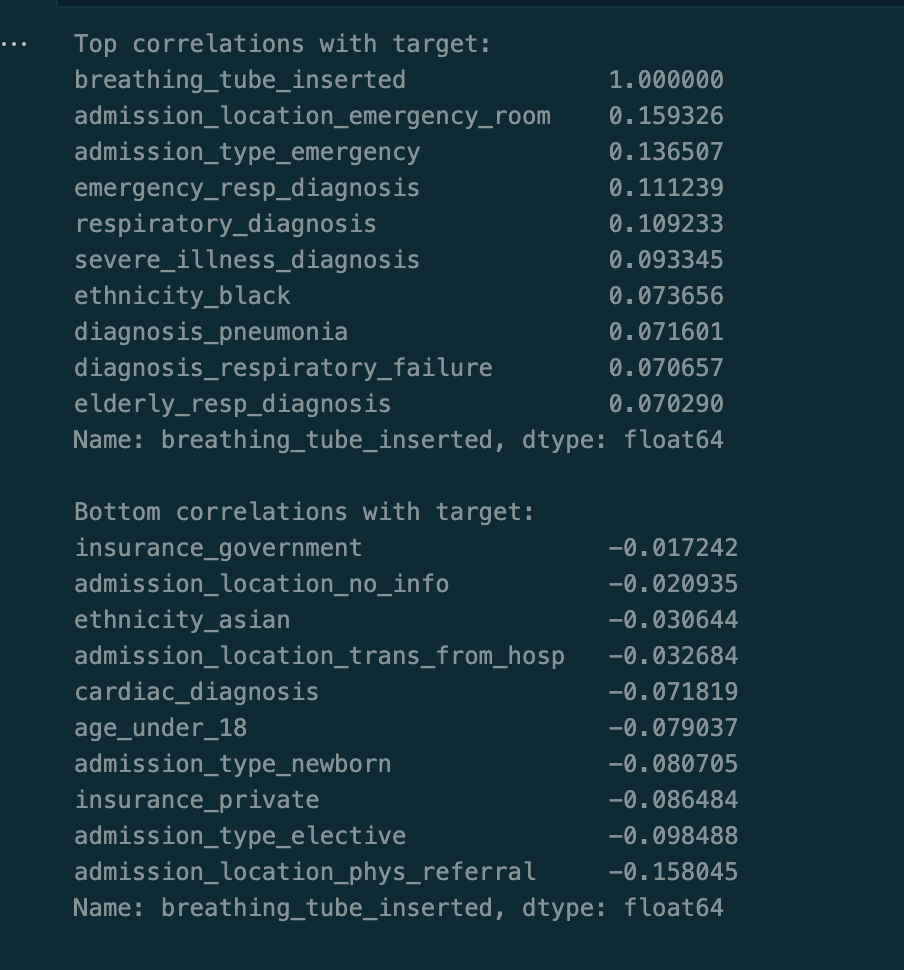 Top correlations with target:
breathing_tube_inserted 1.000000
admission_location_emergency_room 0.159326
admission_type_emergency 0.136507
emergency_resp_diagnosis 0.111239
respiratory_diagnosis 0.109233
severe_illness_diagnosis 0.093345
ethnicity_black 0.073656
diagnosis_pneumonia 0.071601
diagnosis_respiratory_failure 0.070657
elderly_resp_diagnosis 0.070290
Name: breathing_tube_inserted, dtype: float64
Bottom correlations with target:
insurance_government -0.017242
admission_location_no_info -0.020935
ethnicity_asian -0.030644
admission_location_trans_from_hosp -0.032684
cardiac_diagnosis -0.071819
age_under_18 -0.079037
admission_type_newborn -0.080705
insurance_private -0.086484
admission_type_elective -0.098488
admission_location_phys_referral -0.158045
Name: breathing_tube_inserted, dtype: float64